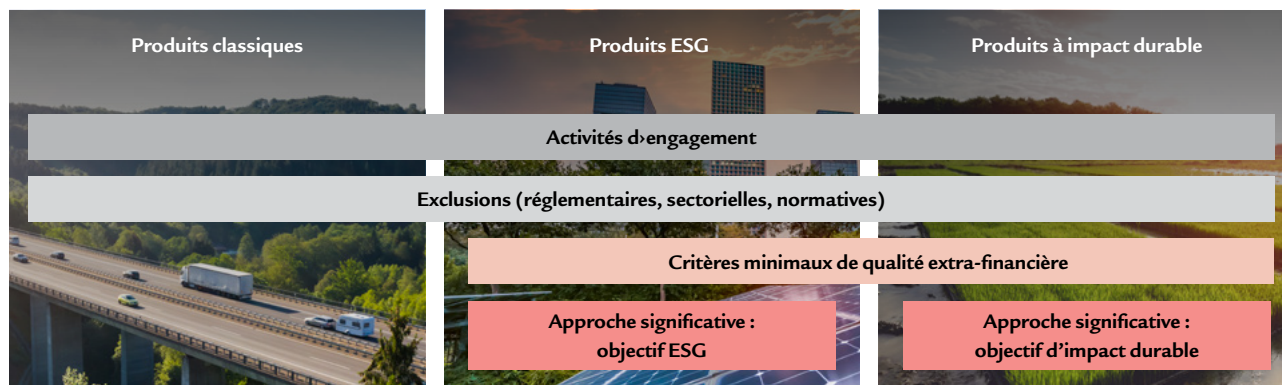 Produits classiques
Produits ESG
Produits à impact durable
Activités d›engagement
Exclusions (réglementaires, sectorielles, normatives)
Critères minimaux de qualité extra-financière
Approche significative :
objectif ESG
Approche significative :
objectif d’impact durable